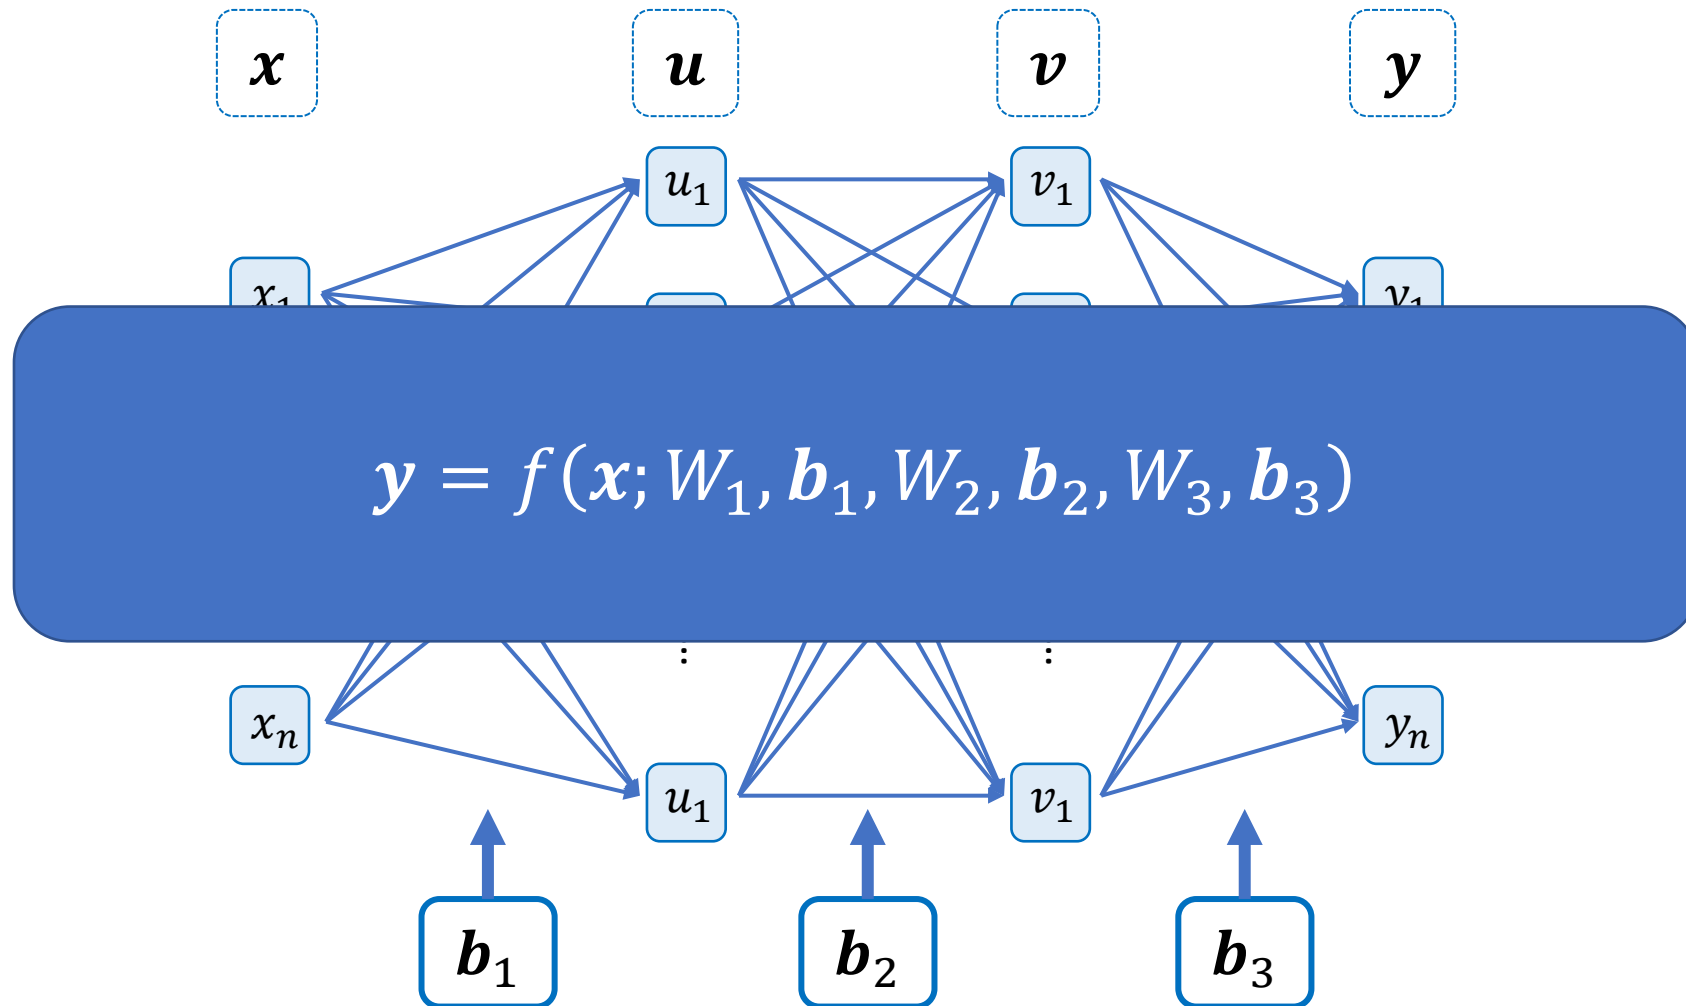 x u v y
u₁ v₁
x₁ y₁
y = f(x; W₁, b₁, W₂, b₂, W₃, b₃)
⋮ ⋮
xₙ yₙ
u₁ v₁
b₁ b₂ b₃